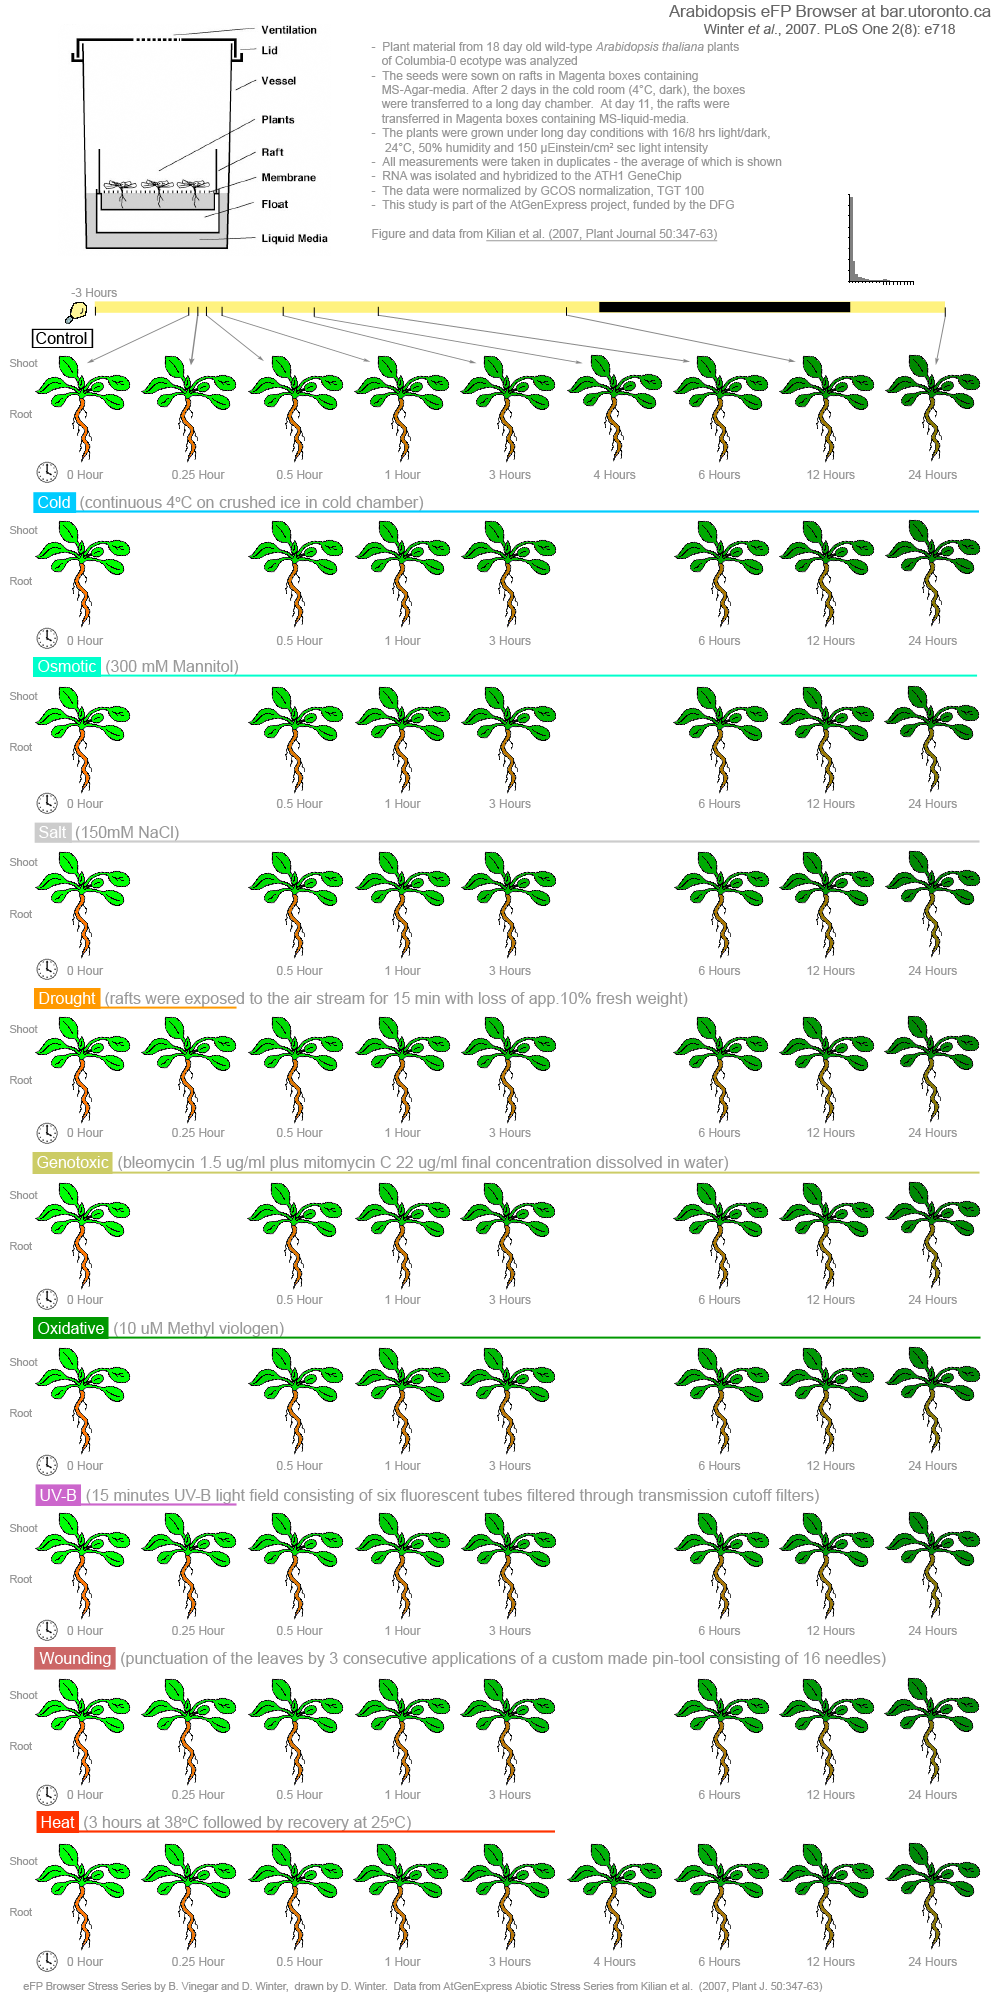 Arabidopsis eFP Browser at bar.utoronto.ca
Winter et al., 2007. PLoS One 2(8): e718
Ventilation
Lid
Vessel
Plants
Raft
Membrane
Float
Liquid Media
- Plant material from 18 day old wild-type Arabidopsis thaliana plants
of Columbia-0 ecotype was analyzed
- The seeds were sown on rafts in Magenta boxes containing
MS-Agar-media. After 2 days in the cold room (4°C, dark), the boxes
were transferred to a long day chamber. At day 11, the rafts were
transferred in Magenta boxes containing MS-liquid-media.
- The plants were grown under long day conditions with 16/8 hrs light/dark,
24°C, 50% humidity and 150 µEinstein/cm² sec light intensity
- All measurements were taken in duplicates - the average of which is shown
- RNA was isolated and hybridized to the ATH1 GeneChip
- The data were normalized by GCOS normalization, TGT 100
- This study is part of the AtGenExpress project, funded by the DFG
Figure and data from Kilian et al. (2007, Plant Journal 50:347-63)
-3 Hours
Control
Shoot
Root
0 Hour 0.25 Hour 0.5 Hour 1 Hour 3 Hours 4 Hours 6 Hours 12 Hours 24 Hours
Cold (continuous 4°C on crushed ice in cold chamber)
Shoot
Root
0 Hour 0.5 Hour 1 Hour 3 Hours 6 Hours 12 Hours 24 Hours
Osmotic (300 mM Mannitol)
Shoot
Root
0 Hour 0.5 Hour 1 Hour 3 Hours 6 Hours 12 Hours 24 Hours
Salt (150mM NaCl)
Shoot
Root
0 Hour 0.5 Hour 1 Hour 3 Hours 6 Hours 12 Hours 24 Hours
Drought (rafts were exposed to the air stream for 15 min with loss of app.10% fresh weight)
Shoot
Root
0 Hour 0.25 Hour 0.5 Hour 1 Hour 3 Hours 6 Hours 12 Hours 24 Hours
Genotoxic (bleomycin 1.5 ug/ml plus mitomycin C 22 ug/ml final concentration dissolved in water)
Shoot
Root
0 Hour 0.5 Hour 1 Hour 3 Hours 6 Hours 12 Hours 24 Hours
Oxidative (10 uM Methyl viologen)
Shoot
Root
0 Hour 0.5 Hour 1 Hour 3 Hours 6 Hours 12 Hours 24 Hours
UV-B (15 minutes UV-B light field consisting of six fluorescent tubes filtered through transmission cutoff filters)
Shoot
Root
0 Hour 0.25 Hour 0.5 Hour 1 Hour 3 Hours 6 Hours 12 Hours 24 Hours
Wounding (punctuation of the leaves by 3 consecutive applications of a custom made pin-tool consisting of 16 needles)
Shoot
Root
0 Hour 0.25 Hour 0.5 Hour 1 Hour 3 Hours 6 Hours 12 Hours 24 Hours
Heat (3 hours at 38°C followed by recovery at 25°C)
Shoot
Root
0 Hour 0.25 Hour 0.5 Hour 1 Hour 3 Hours 4 Hours 6 Hours 12 Hours 24 Hours
eFP Browser Stress Series by B. Vinegar and D. Winter, drawn by D. Winter. Data from AtGenExpress Abiotic Stress Series from Kilian et al. (2007, Plant J. 50:347-63)